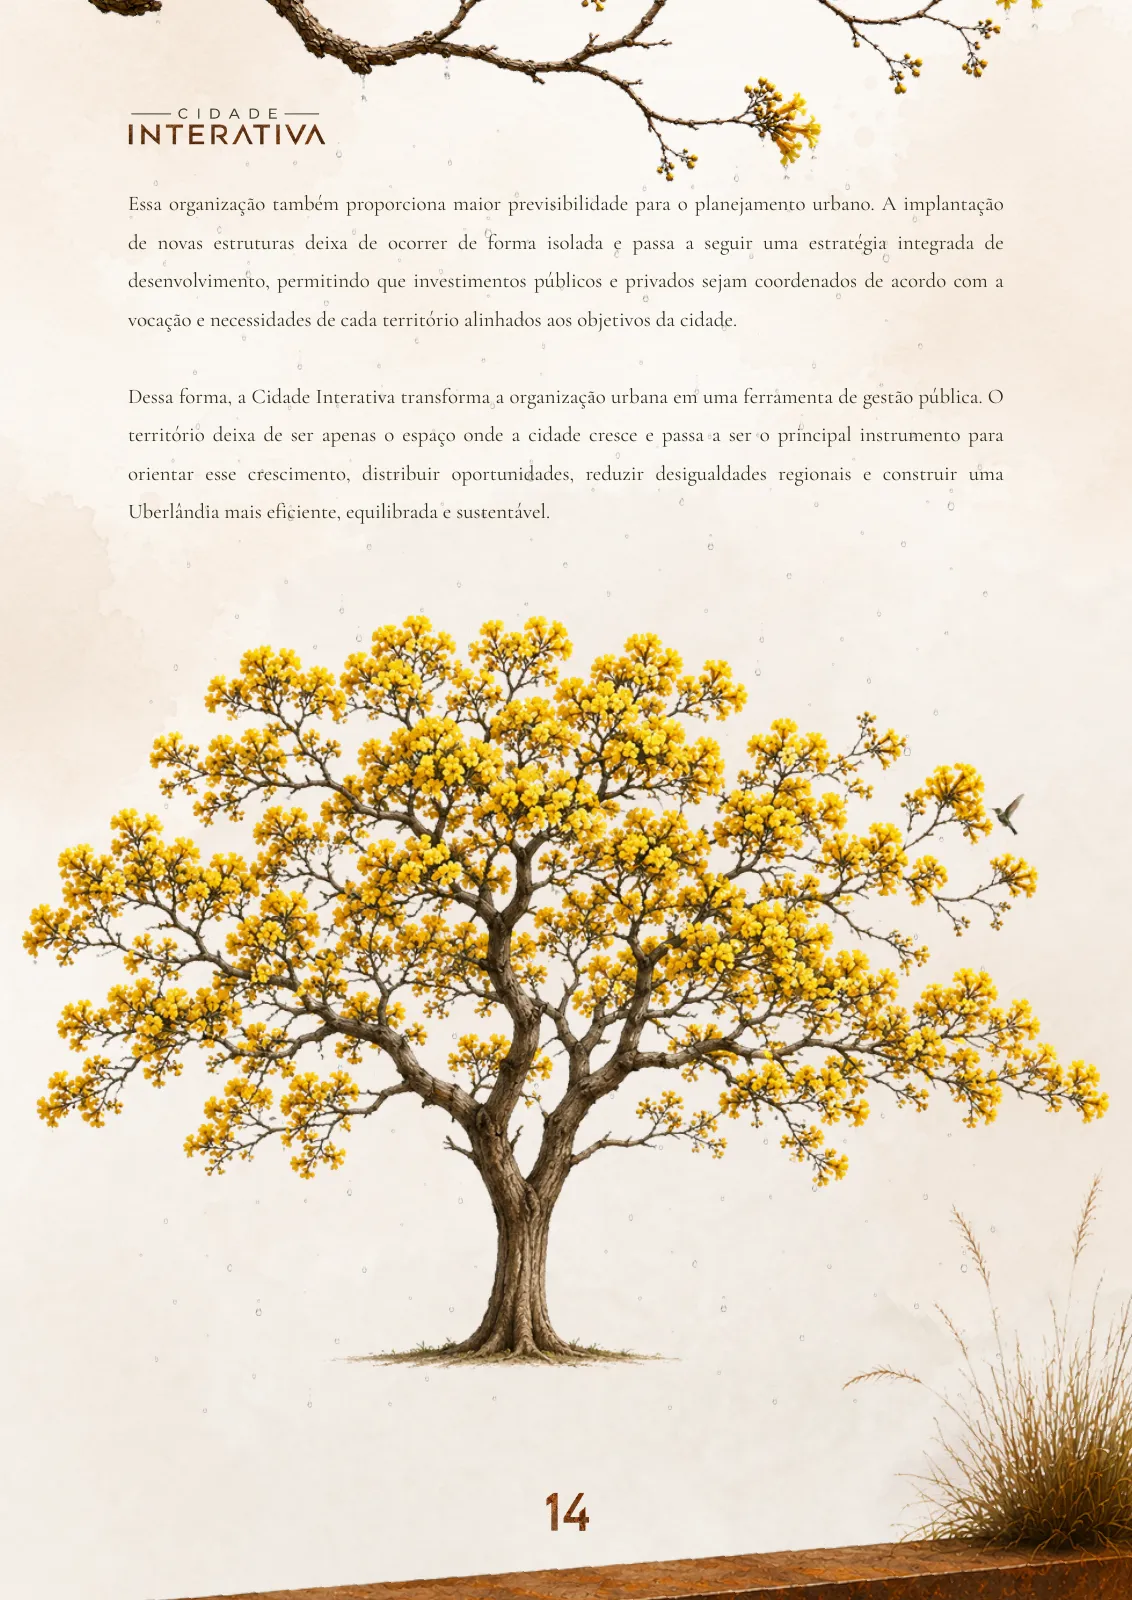 CIDADE
INTERATIVA
Essa organização também proporciona maior previsibilidade para o planejamento urbano. A implantação
de novas estruturas deixa de ocorrer de forma isolada e passa a seguir uma estratégia integrada de
desenvolvimento, permitindo que investimentos públicos e privados sejam coordenados de acordo com a
vocação e necessidades de cada território alinhados aos objetivos da cidade.
Dessa forma, a Cidade Interativa transforma a organização urbana em uma ferramenta de gestão pública. O
território deixa de ser apenas o espaço onde a cidade cresce e passa a ser o principal instrumento para
orientar esse crescimento, distribuir oportunidades, reduzir desigualdades regionais e construir uma
Uberlândia mais eficiente, equilibrada e sustentável.
14